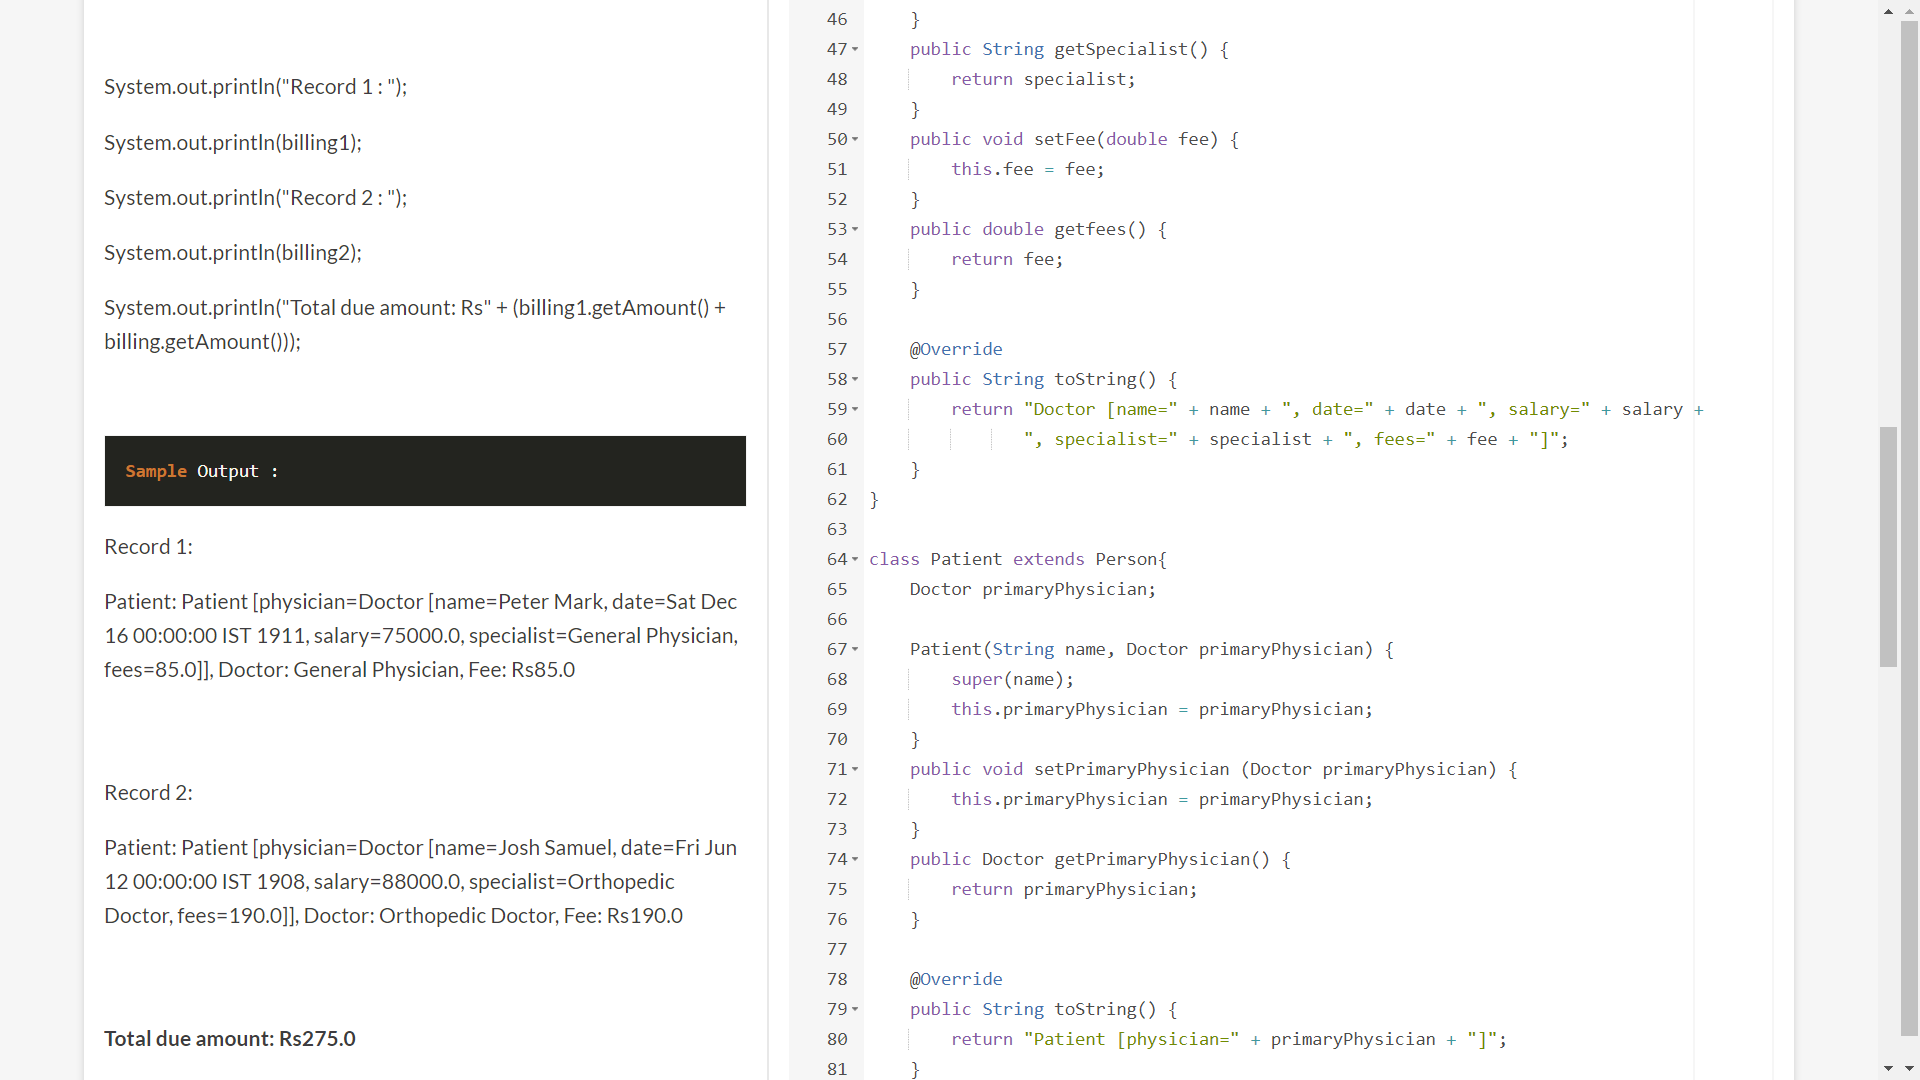 System.out.println("Record 1 : ");
System.out.println(billing1);
System.out.println("Record 2 : ");
System.out.println(billing2);
System.out.println("Total due amount: Rs" + (billing1.getAmount() +
billing.getAmount()));
Sample Output :
Record 1:
Patient: Patient [physician=Doctor [name=Peter Mark, date=Sat Dec
16 00:00:00 IST 1911, salary=75000.0, specialist=General Physician,
fees=85.0]], Doctor: General Physician, Fee: Rs85.0
Record 2:
Patient: Patient [physician=Doctor [name=Josh Samuel, date=Fri Jun
12 00:00:00 IST 1908, salary=88000.0, specialist=Orthopedic
Doctor, fees=190.0]], Doctor: Orthopedic Doctor, Fee: Rs190.0
Total due amount: Rs275.0
46 }
47 public String getSpecialist() {
48 return specialist;
49 }
50 public void setFee(double fee) {
51 this.fee = fee;
52 }
53 public double getfees() {
54 return fee;
55 }
56
57 @Override
58 public String toString() {
59 return "Doctor [name=" + name + ", date=" + date + ", salary=" + salary +
60 ", specialist=" + specialist + ", fees=" + fee + "]";
61 }
62 }
63
64 class Patient extends Person{
65 Doctor primaryPhysician;
66
67 Patient(String name, Doctor primaryPhysician) {
68 super(name);
69 this.primaryPhysician = primaryPhysician;
70 }
71 public void setPrimaryPhysician (Doctor primaryPhysician) {
72 this.primaryPhysician = primaryPhysician;
73 }
74 public Doctor getPrimaryPhysician() {
75 return primaryPhysician;
76 }
77
78 @Override
79 public String toString() {
80 return "Patient [physician=" + primaryPhysician + "]";
81 }